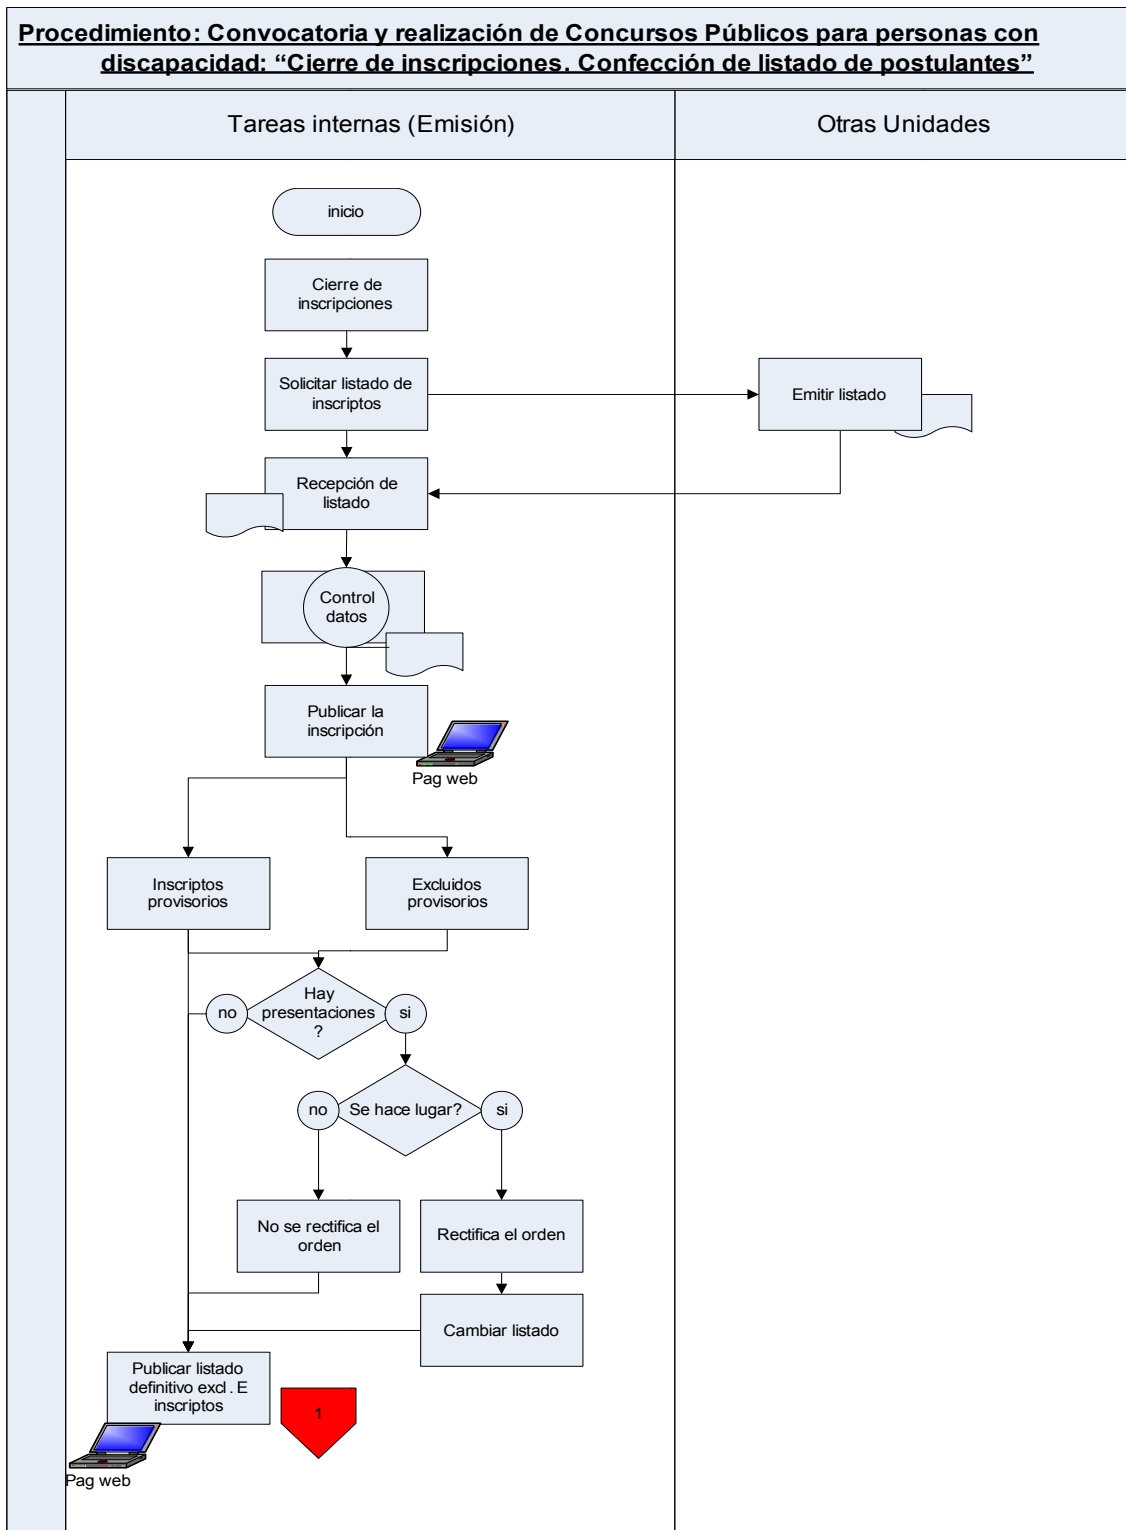 Procedimiento: Convocatoria y realización de Concursos Públicos para personas con
discapacidad: “Cierre de inscripciones. Confección de listado de postulantes”
Tareas internas (Emisión)
Otras Unidades
inicio
Cierre de
inscripciones
Solicitar listado de
inscriptos
Emitir listado
Recepción de
listado
Control
datos
Publicar la
inscripción
Pag web
Inscriptos
provisorios
Excluidos
provisorios
Hay
presentaciones
?
no
si
Se hace lugar?
no
si
No se rectifica el
orden
Rectifica el orden
Cambiar listado
Publicar listado
definitivo excl. E
inscriptos
1
Pag web